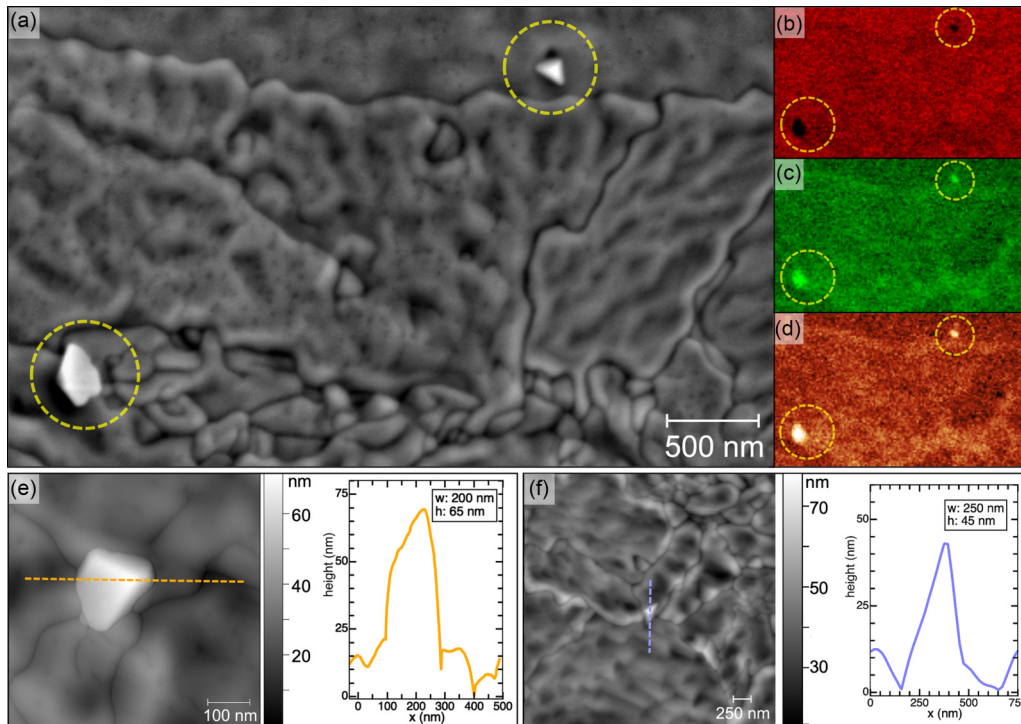 (a)
500 nm
(b)
(c)
(d)
(e)
100 nm
nm
60
40
20
height (nm)
75
50
25
0
w: 200 nm
h: 65 nm
0 100 200 300 400 500
x (nm)
(f)
250 nm
nm
70
50
30
height (nm)
50
25
0
w: 250 nm
h: 45 nm
0 250 500 75
x (nm)